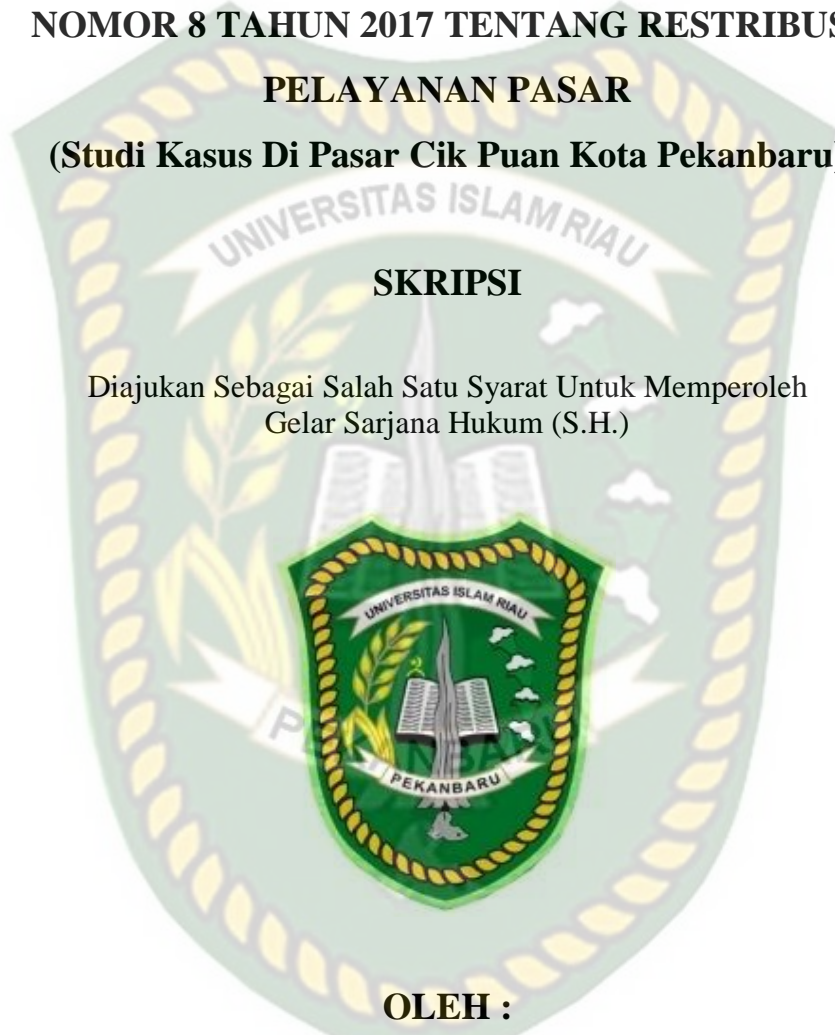 NOMOR 8 TAHUN 2017 TENTANG RESTRIBUS
PELAYANAN PASAR
(Studi Kasus Di Pasar Cik Puan Kota Pekanbaru)
UNIVERSITAS ISLAM RIAU
SKRIPSI
Diajukan Sebagai Salah Satu Syarat Untuk Memperoleh
Gelar Sarjana Hukum (S.H.)
UNIVERSITAS ISLAM RIAU
PEKANBARU
PEKANBARU
OLEH :